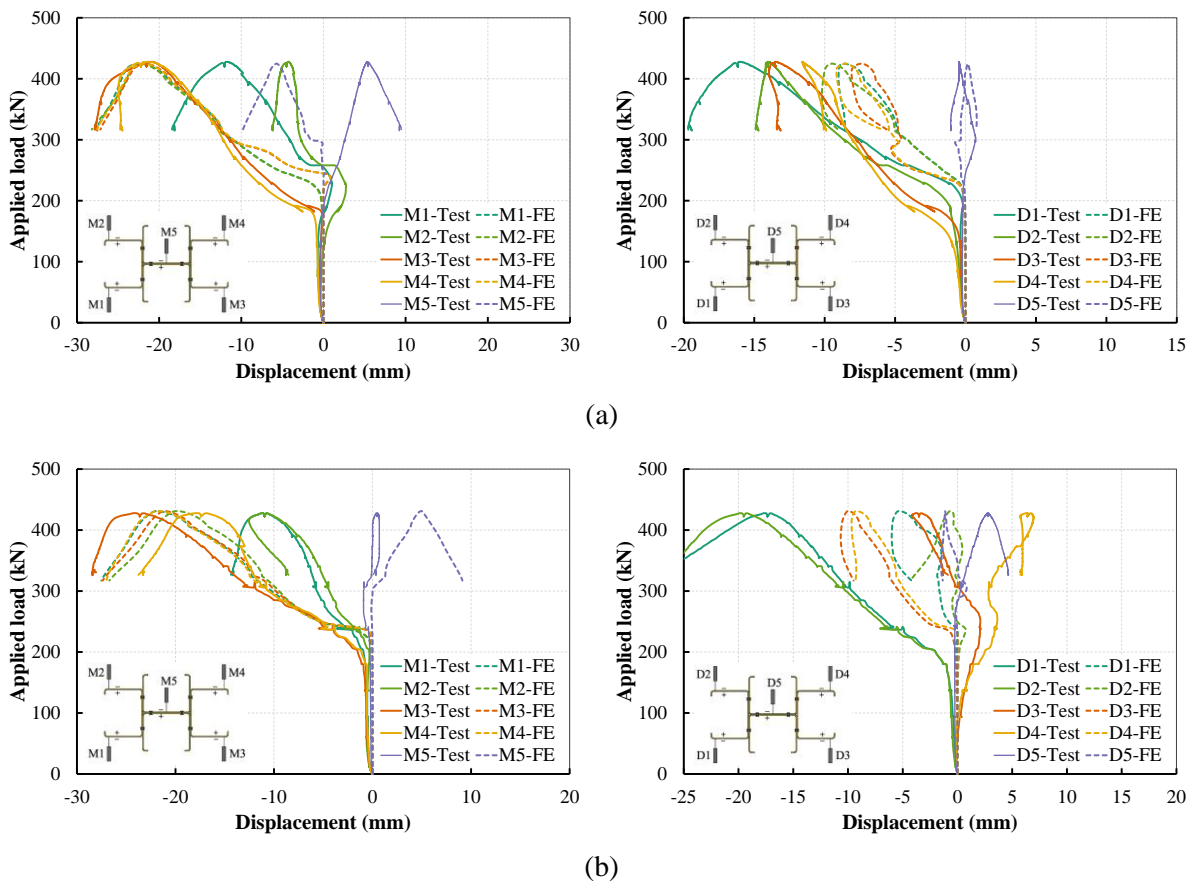 500
400
300
200
100
0
Applied load (kN)
-30 -20 -10 0 10 20 30
Displacement (mm)
M1-Test M1-FE
M2-Test M2-FE
M3-Test M3-FE
M4-Test M4-FE
M5-Test M5-FE
M2 M4
M5
M1 M3
500
400
300
200
100
0
Applied load (kN)
-20 -15 -10 -5 0 5 10 15
Displacement (mm)
D1-Test D1-FE
D2-Test D2-FE
D3-Test D3-FE
D4-Test D4-FE
D5-Test D5-FE
D2 D4
D5
D1 D3
(a)
500
400
300
200
100
0
Applied load (kN)
-30 -20 -10 0 10 20
Displacement (mm)
M1-Test M1-FE
M2-Test M2-FE
M3-Test M3-FE
M4-Test M4-FE
M5-Test M5-FE
M2 M4
M5
M1 M3
500
400
300
200
100
0
Applied load (kN)
-25 -20 -15 -10 -5 0 5 10 15 20
Displacement (mm)
D1-Test D1-FE
D2-Test D2-FE
D3-Test D3-FE
D4-Test D4-FE
D5-Test D5-FE
D2 D4
D5
D1 D3
(b)